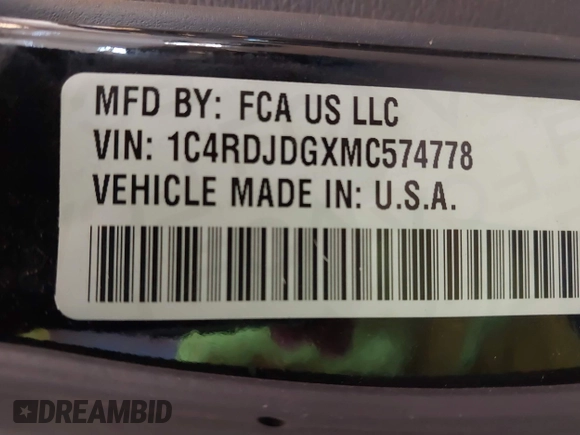 MFD BY: FCA US LLC
VIN: 1C4RDJDGXMC574778
VEHICLE MADE IN: U.S.A.
DREAMBID